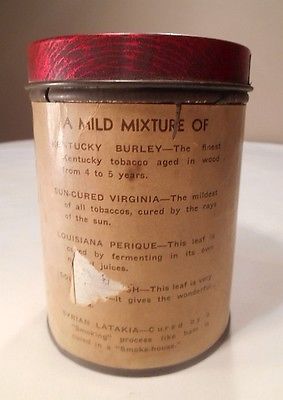 A MILD MIXTURE OF
KENTUCKY BURLEY—The finest
Kentucky tobacco aged in wood
from 4 to 5 years.
SUN-CURED VIRGINIA—The mildest
of all tobaccos, cured by the rays
of the sun.
LOUISIANA PERIQUE—This leaf is
cured by fermenting in its own
juices.
This leaf is very
it gives the wonderful
SYRIAN LATAKIA—Cured by a
"Smoking" process like ham is
cured in a "Smoke-house."